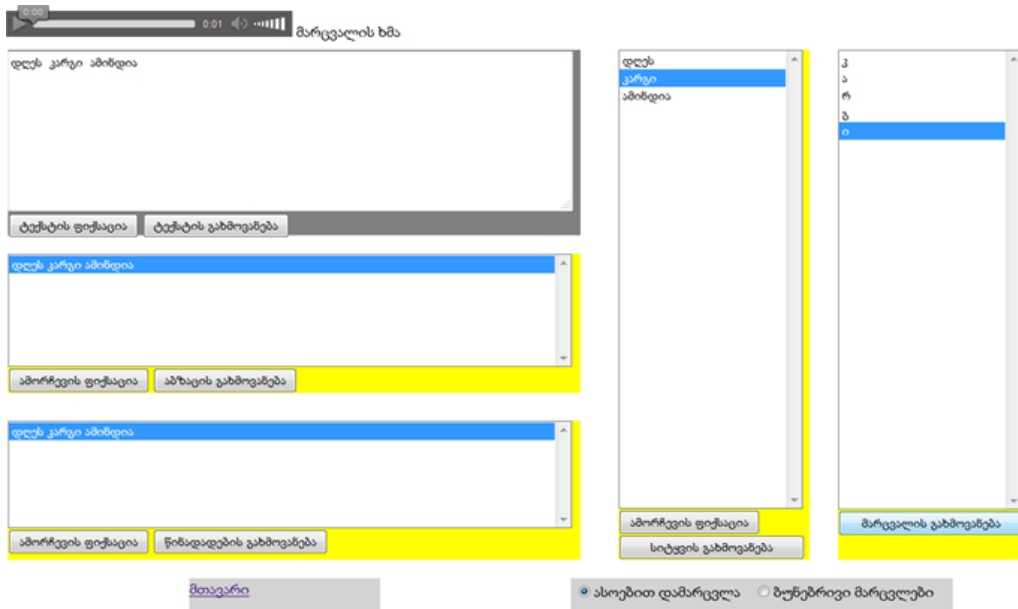 0:00
0:01
მარცვალის ხმა
დღეს კარგი ამინდია
ტექსტის ფიქსაცია
ტექსტის გახმოვანება
დღეს კარგი ამინდია
ამორჩევის ფიქსაცია
აბზაცის გახმოვანება
დღეს კარგი ამინდია
ამორჩევის ფიქსაცია
წინადადების გახმოვანება
დღეს
კარგი
ამინდია
ამორჩევის ფიქსაცია
სიტყვის გახმოვანება
კ
ა
რ
გ
ი
მარცვალის გახმოვანება
მთავარი
ასოებით დამარცვლა
ბუნებრივი მარცვლები